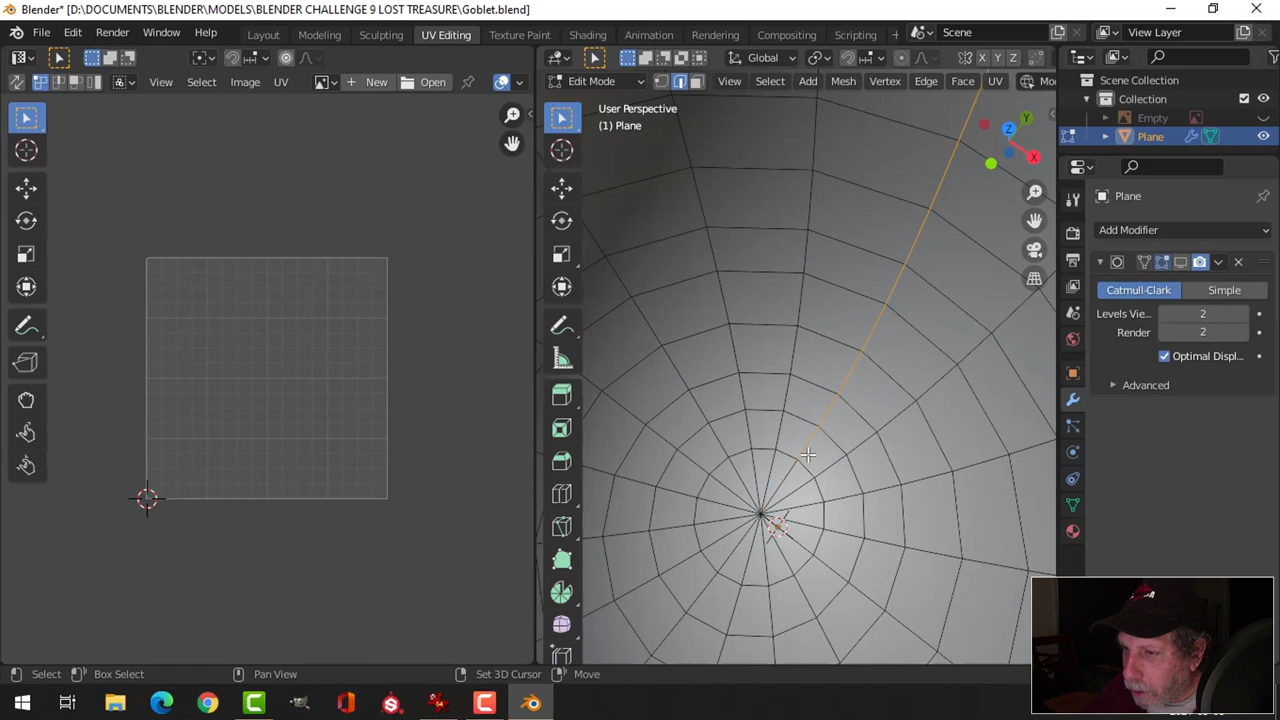 Blender* [D:\DOCUMENTS\BLENDER\MODELS\BLENDER CHALLENGE 9 LOST TREASURE\Goblet.blend]
File Edit Render Window Help Layout Modeling Sculpting UV Editing Texture Paint Shading Animation Rendering Compositing Scripting Scene View Layer
Global X Y Z
View Select Image UV New Open Edit Mode View Select Add Mesh Vertex Edge Face UV
Scene Collection
Collection
Empty
Plane
User Perspective
(1) Plane
Y
Z
X
Plane
Add Modifier
Catmull-Clark Simple
Levels Vie... 2
Render 2
Optimal Displ...
Advanced
Select Box Select Pan View Set 3D Cursor Move